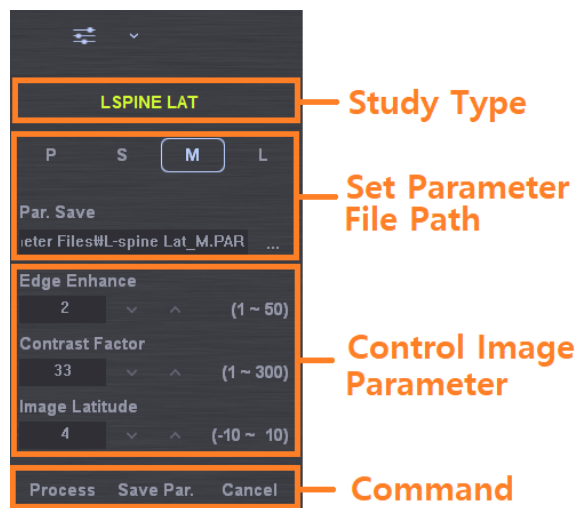 LSPINE LAT
Study Type
P S M L
Set Parameter
File Path
Par. Save
eter Files₩L-spine Lat_M.PAR ...
Edge Enhance
2 (1 ~ 50)
Contrast Factor
33 (1 ~ 300)
Control Image
Parameter
Image Latitude
4 (-10 ~ 10)
Process Save Par. Cancel
Command